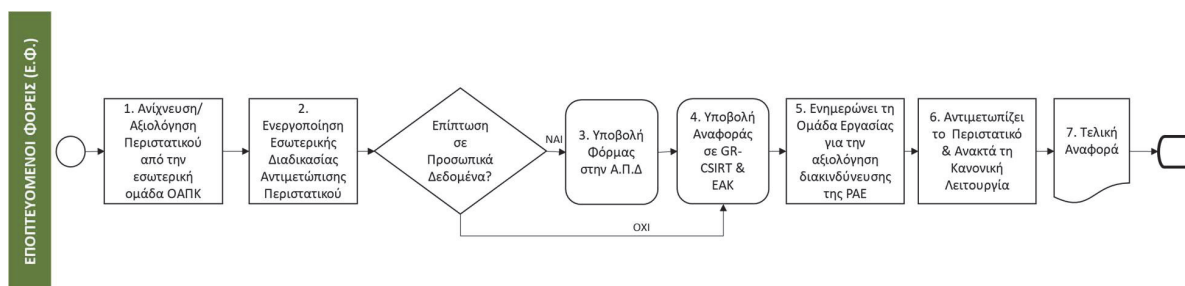 ΕΠΟΠΤΕΥΟΜΕΝΟΙ ΦΟΡΕΙΣ (Ε.Φ.)
1. Ανίχνευση/
Αξιολόγηση
Περιστατικού
από την
εσωτερική
ομάδα ΟΑΠΚ
2.
Ενεργοποίηση
Εσωτερικής
Διαδικασίας
Αντιμετώπισης
Περιστατικού
Επίπτωση
σε
Προσωπικά
Δεδομένα?
ΝΑΙ
3. Υποβολή
Φόρμας
στην Α.Π.Δ
4. Υποβολή
Αναφοράς
σε GR-
CSIRT &
ΕΑΚ
5. Ενημερώνει τη
Ομάδα Εργασίας
για την
αξιολόγηση
διακινδύνευσης
της ΡΑΕ
6. Αντιμετωπίζει
το Περιστατικό
& Ανακτά τη
Κανονική
Λειτουργία
7. Τελική
Αναφορά
ΟΧΙ